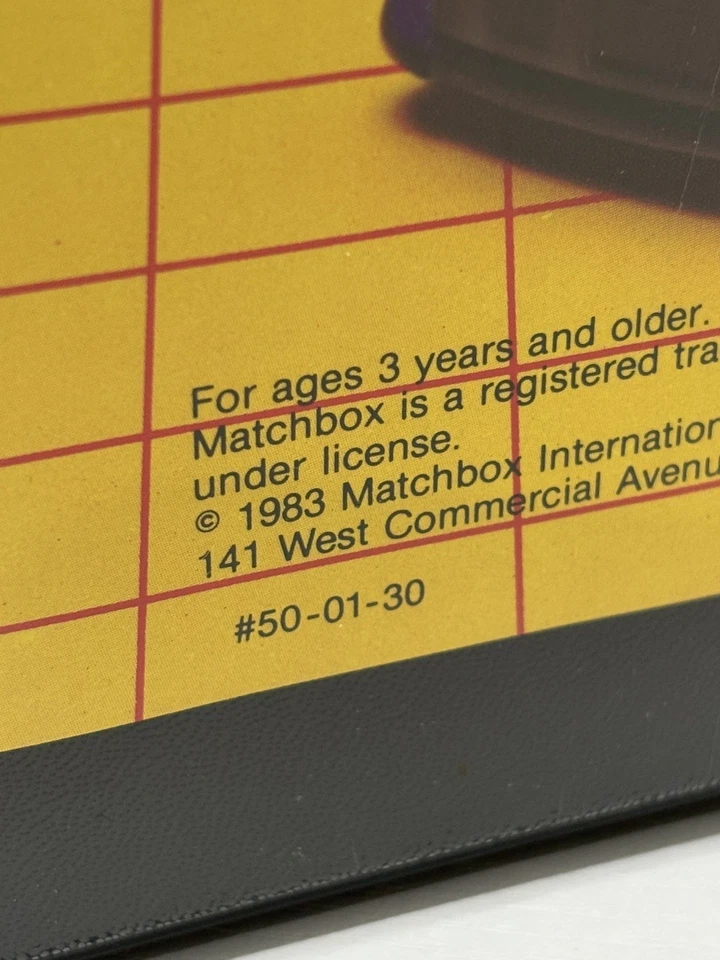 For ages 3 years and older.
Matchbox is a registered
under license.
© 1983 Matchbox
141 West Commercial
#50-01-30